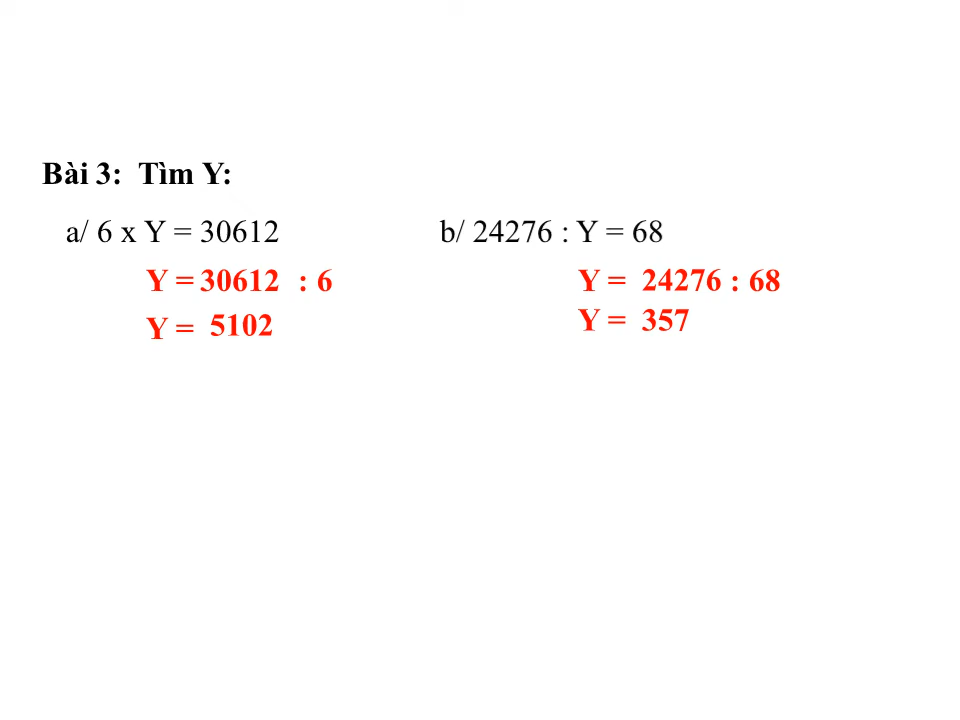 Bài 3: Tìm Y:
a/ 6 x Y = 30612
Y = 30612 : 6
Y = 5102
b/ 24276 : Y = 68
Y = 24276 : 68
Y = 357